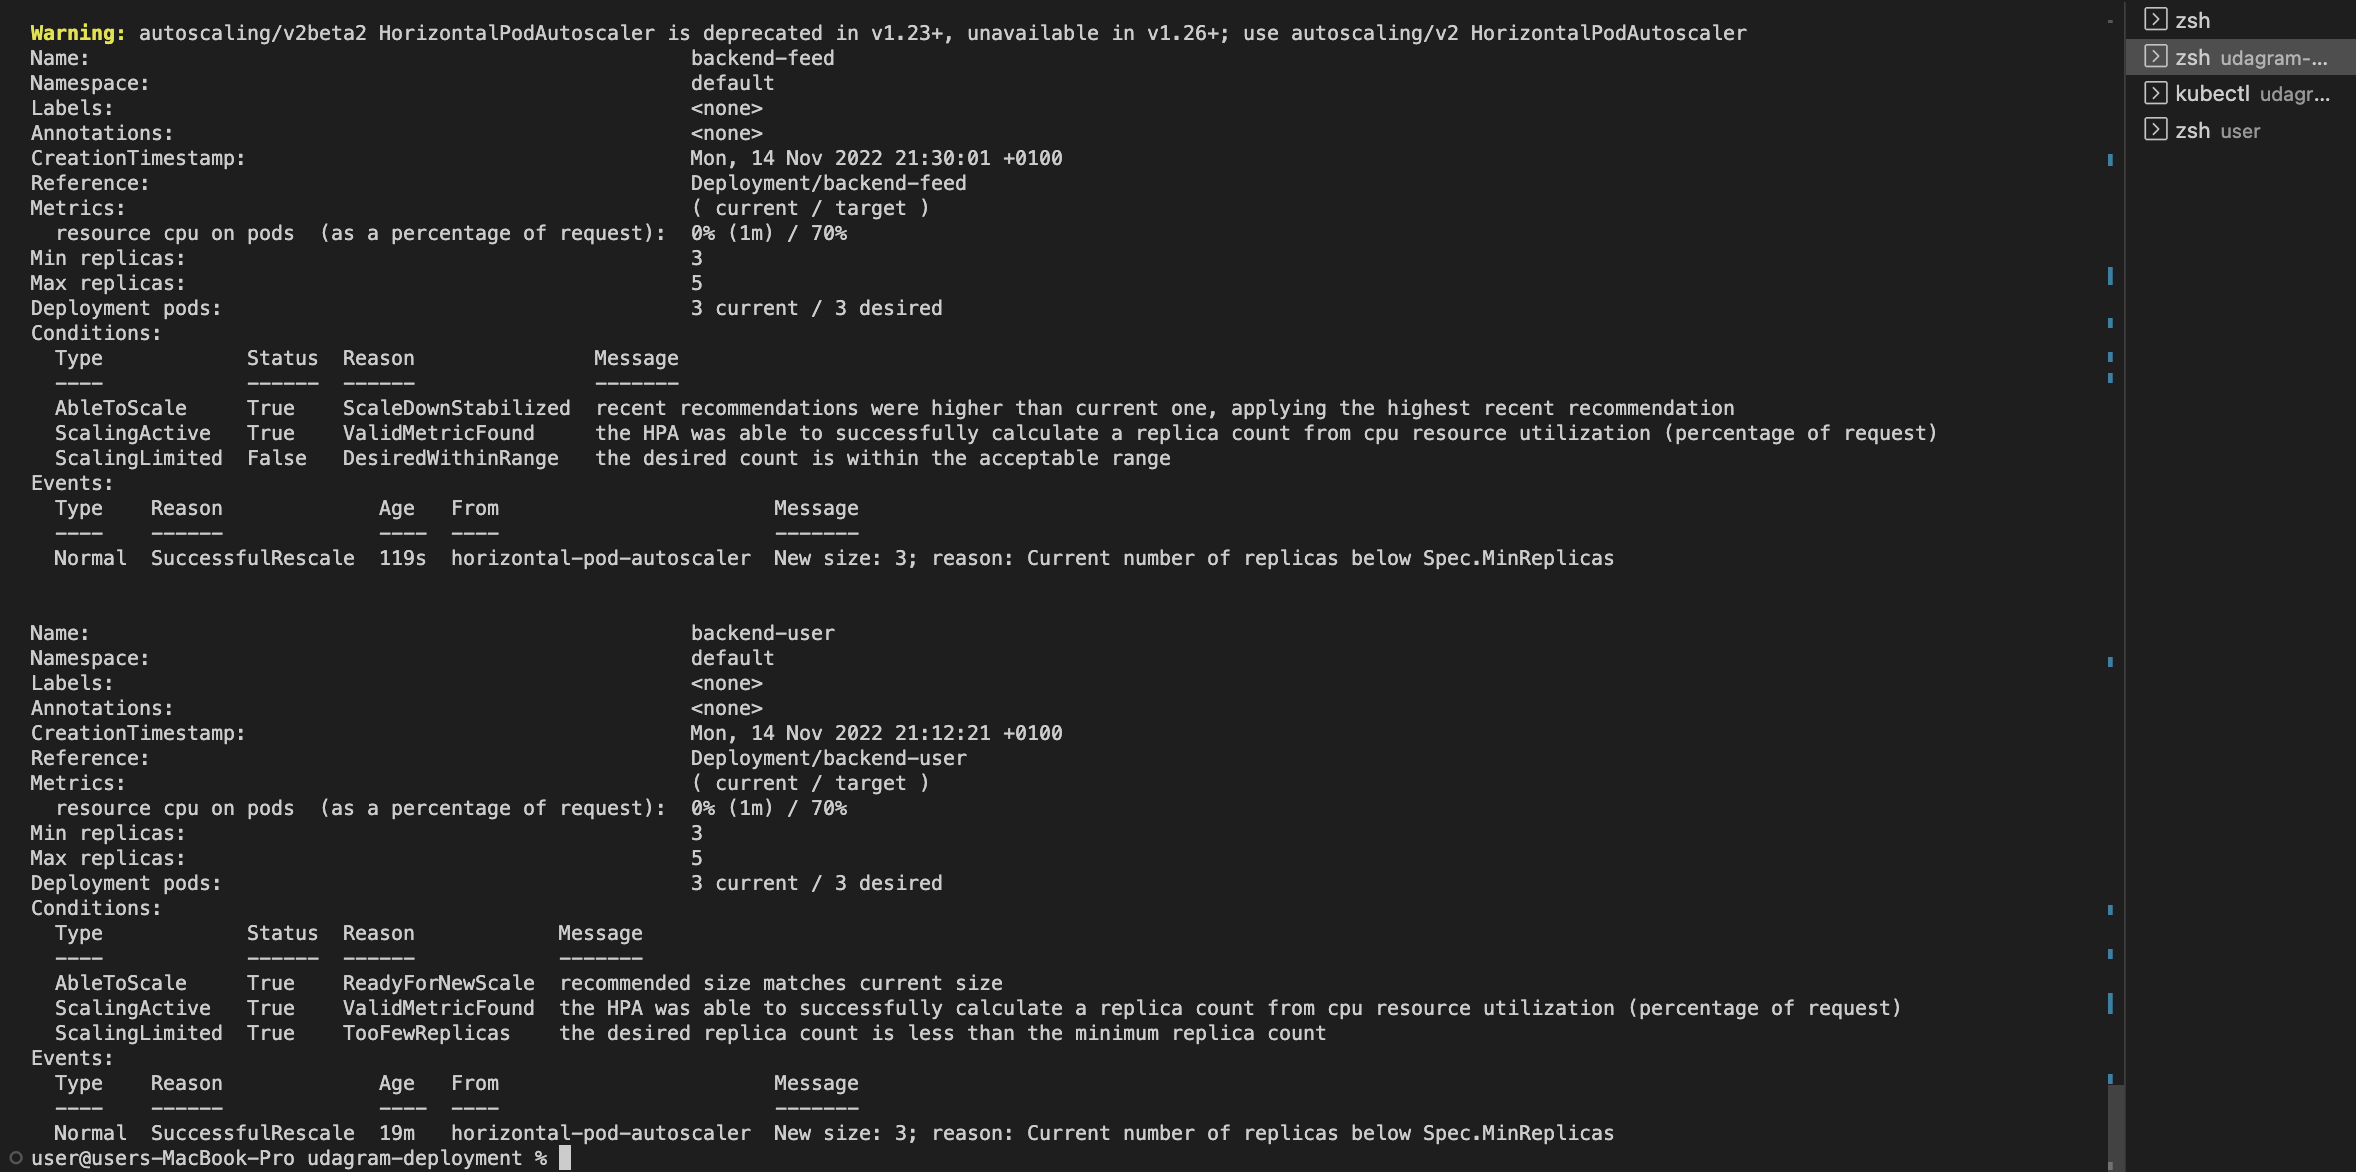 Warning: autoscaling/v2beta2 HorizontalPodAutoscaler is deprecated in v1.23+, unavailable in v1.26+; use autoscaling/v2 HorizontalPodAutoscaler
Name: backend-feed
Namespace: default
Labels: <none>
Annotations: <none>
CreationTimestamp: Mon, 14 Nov 2022 21:30:01 +0100
Reference: Deployment/backend-feed
Metrics: ( current / target )
resource cpu on pods (as a percentage of request): 0% (1m) / 70%
Min replicas: 3
Max replicas: 5
Deployment pods: 3 current / 3 desired
Conditions:
Type Status Reason Message
---- ------ ------ -------
AbleToScale True ScaleDownStabilized recent recommendations were higher than current one, applying the highest recent recommendation
ScalingActive True ValidMetricFound the HPA was able to successfully calculate a replica count from cpu resource utilization (percentage of request)
ScalingLimited False DesiredWithinRange the desired count is within the acceptable range
Events:
Type Reason Age From Message
---- ------ ---- ---- -------
Normal SuccessfulRescale 119s horizontal-pod-autoscaler New size: 3; reason: Current number of replicas below Spec.MinReplicas
Name: backend-user
Namespace: default
Labels: <none>
Annotations: <none>
CreationTimestamp: Mon, 14 Nov 2022 21:12:21 +0100
Reference: Deployment/backend-user
Metrics: ( current / target )
resource cpu on pods (as a percentage of request): 0% (1m) / 70%
Min replicas: 3
Max replicas: 5
Deployment pods: 3 current / 3 desired
Conditions:
Type Status Reason Message
---- ------ ------ -------
AbleToScale True ReadyForNewScale recommended size matches current size
ScalingActive True ValidMetricFound the HPA was able to successfully calculate a replica count from cpu resource utilization (percentage of request)
ScalingLimited True TooFewReplicas the desired replica count is less than the minimum replica count
Events:
Type Reason Age From Message
---- ------ ---- ---- -------
Normal SuccessfulRescale 19m horizontal-pod-autoscaler New size: 3; reason: Current number of replicas below Spec.MinReplicas
user@users-MacBook-Pro udagram-deployment %
zsh
zsh udagram-...
kubectl udagr...
zsh user